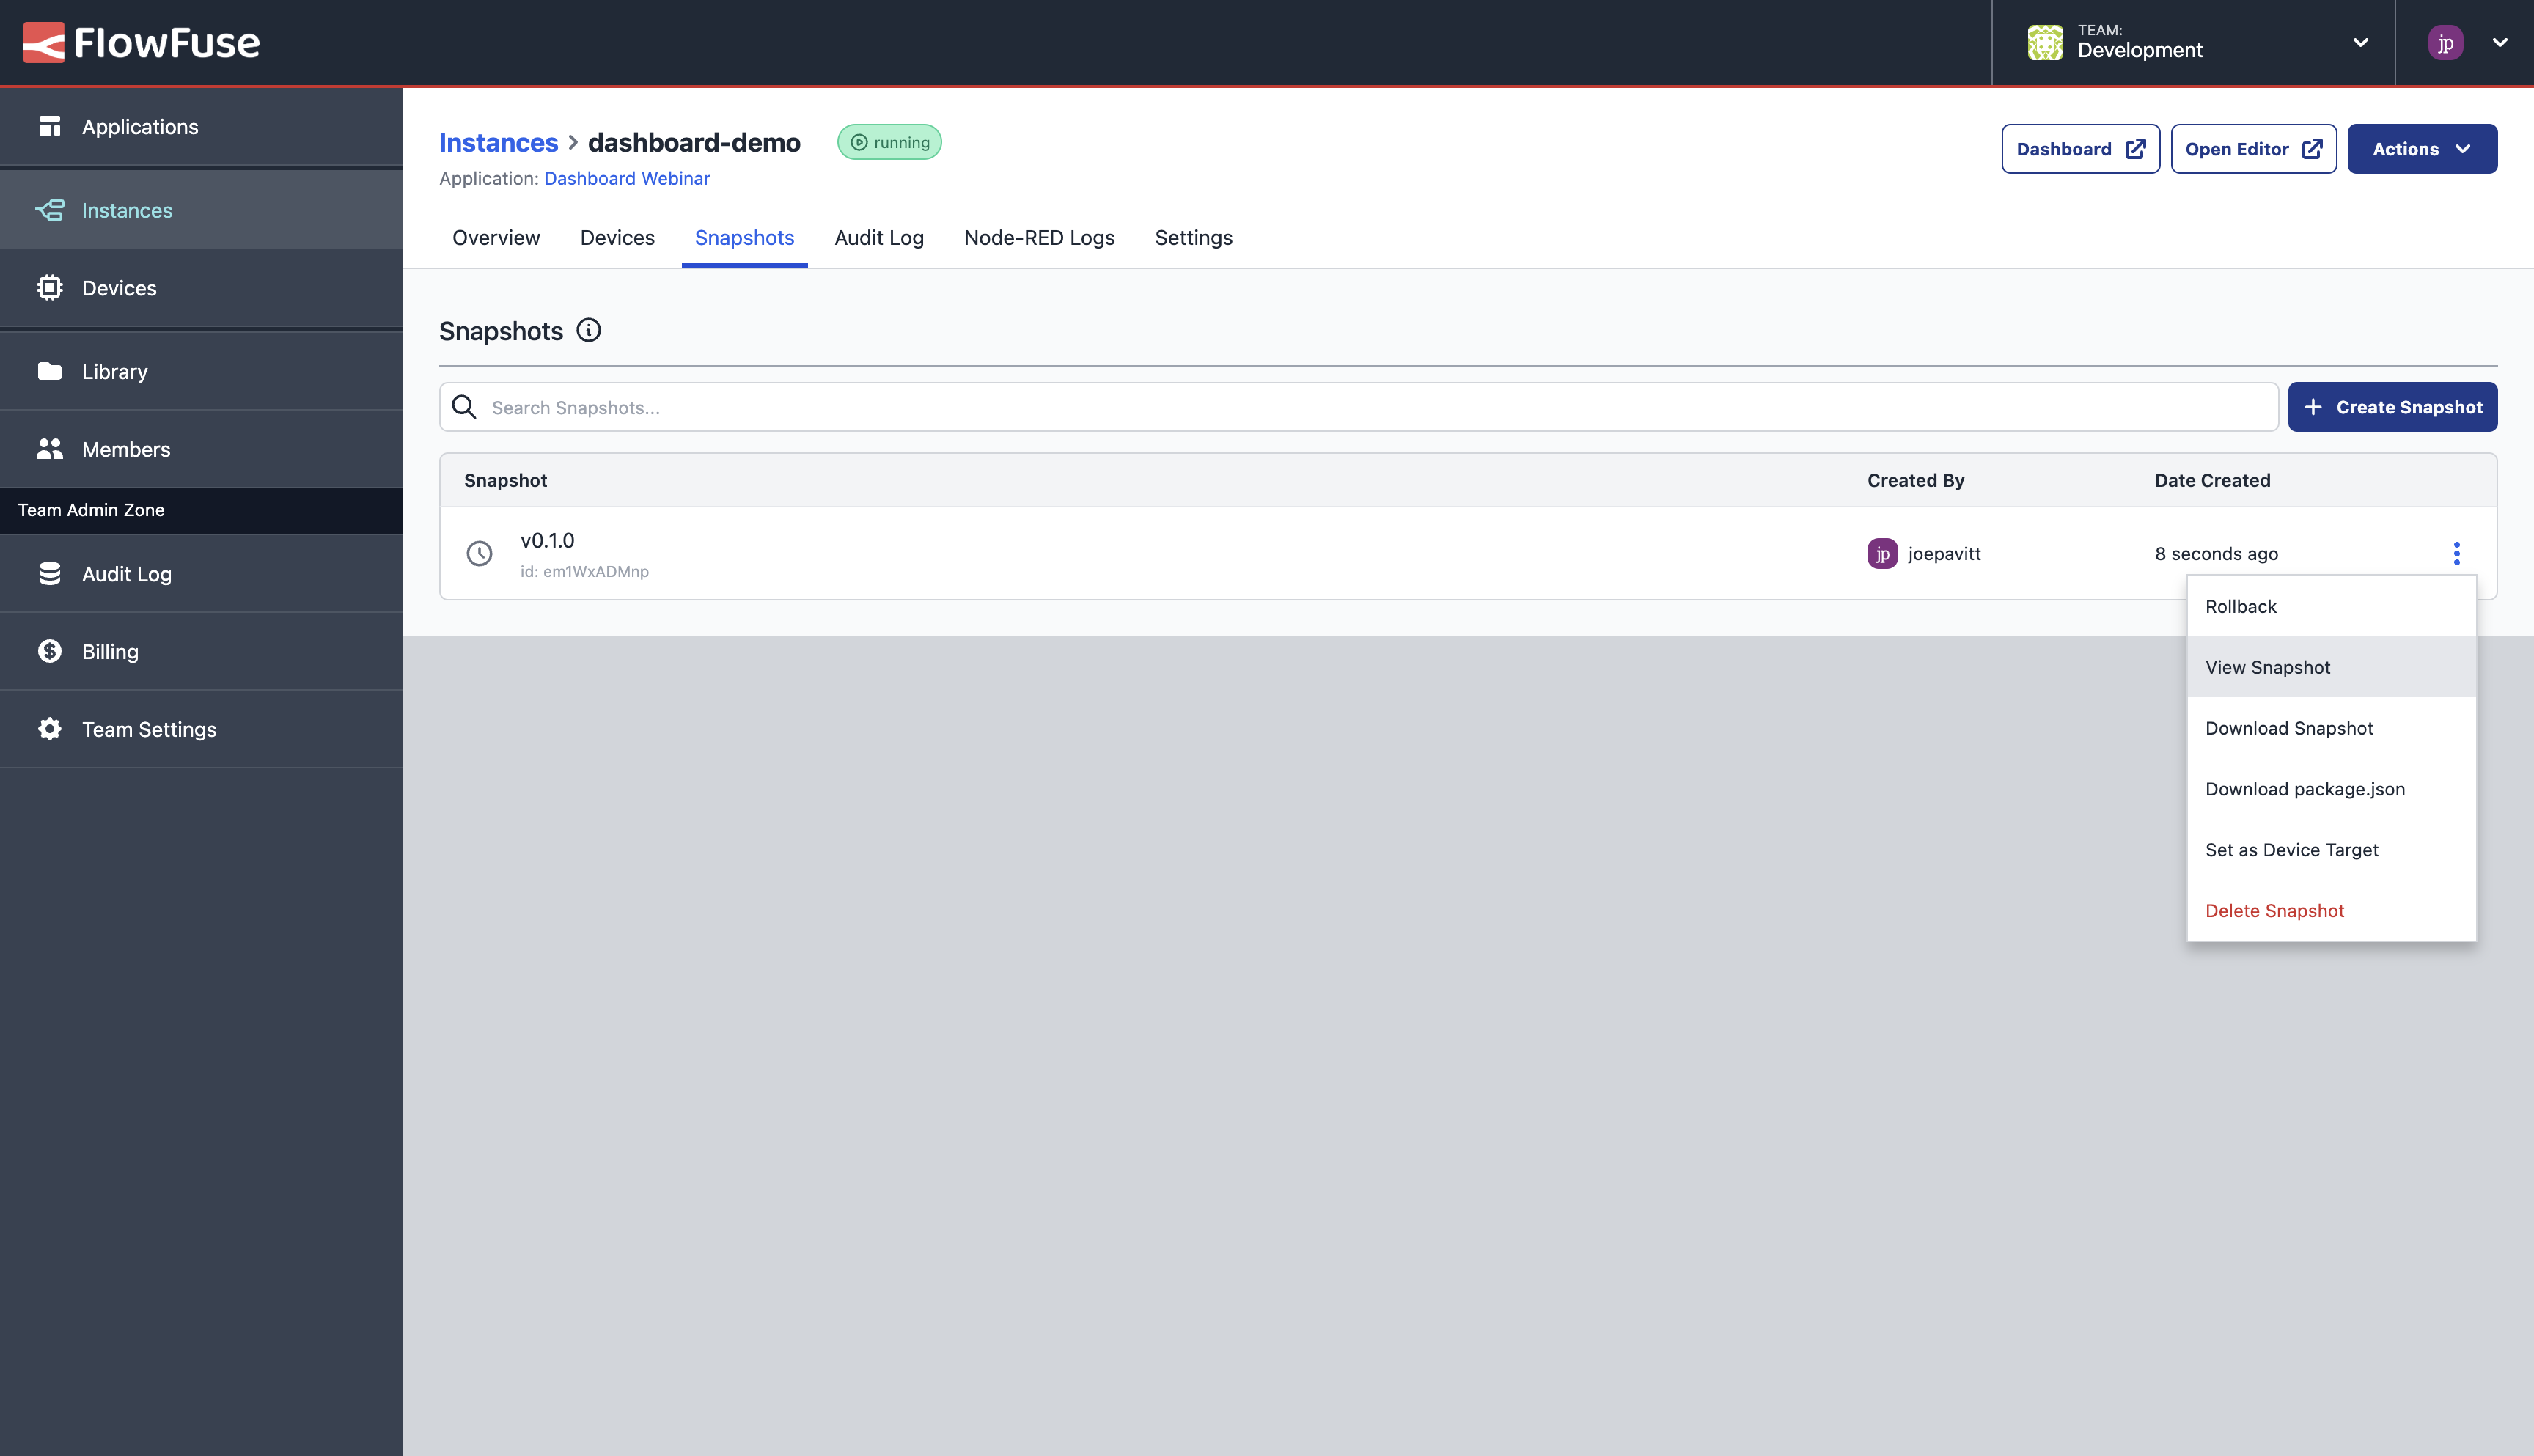 FlowFuse
TEAM:
Development
jp
Applications
Instances
Devices
Library
Members
Team Admin Zone
Audit Log
Billing
Team Settings
Instances > dashboard-demo running
Application: Dashboard Webinar
Dashboard Open Editor Actions
Overview Devices Snapshots Audit Log Node-RED Logs Settings
Snapshots
Search Snapshots...
Create Snapshot
Snapshot Created By Date Created
v0.1.0
id: em1WxADMnp
jp joepavitt 8 seconds ago
Rollback
View Snapshot
Download Snapshot
Download package.json
Set as Device Target
Delete Snapshot